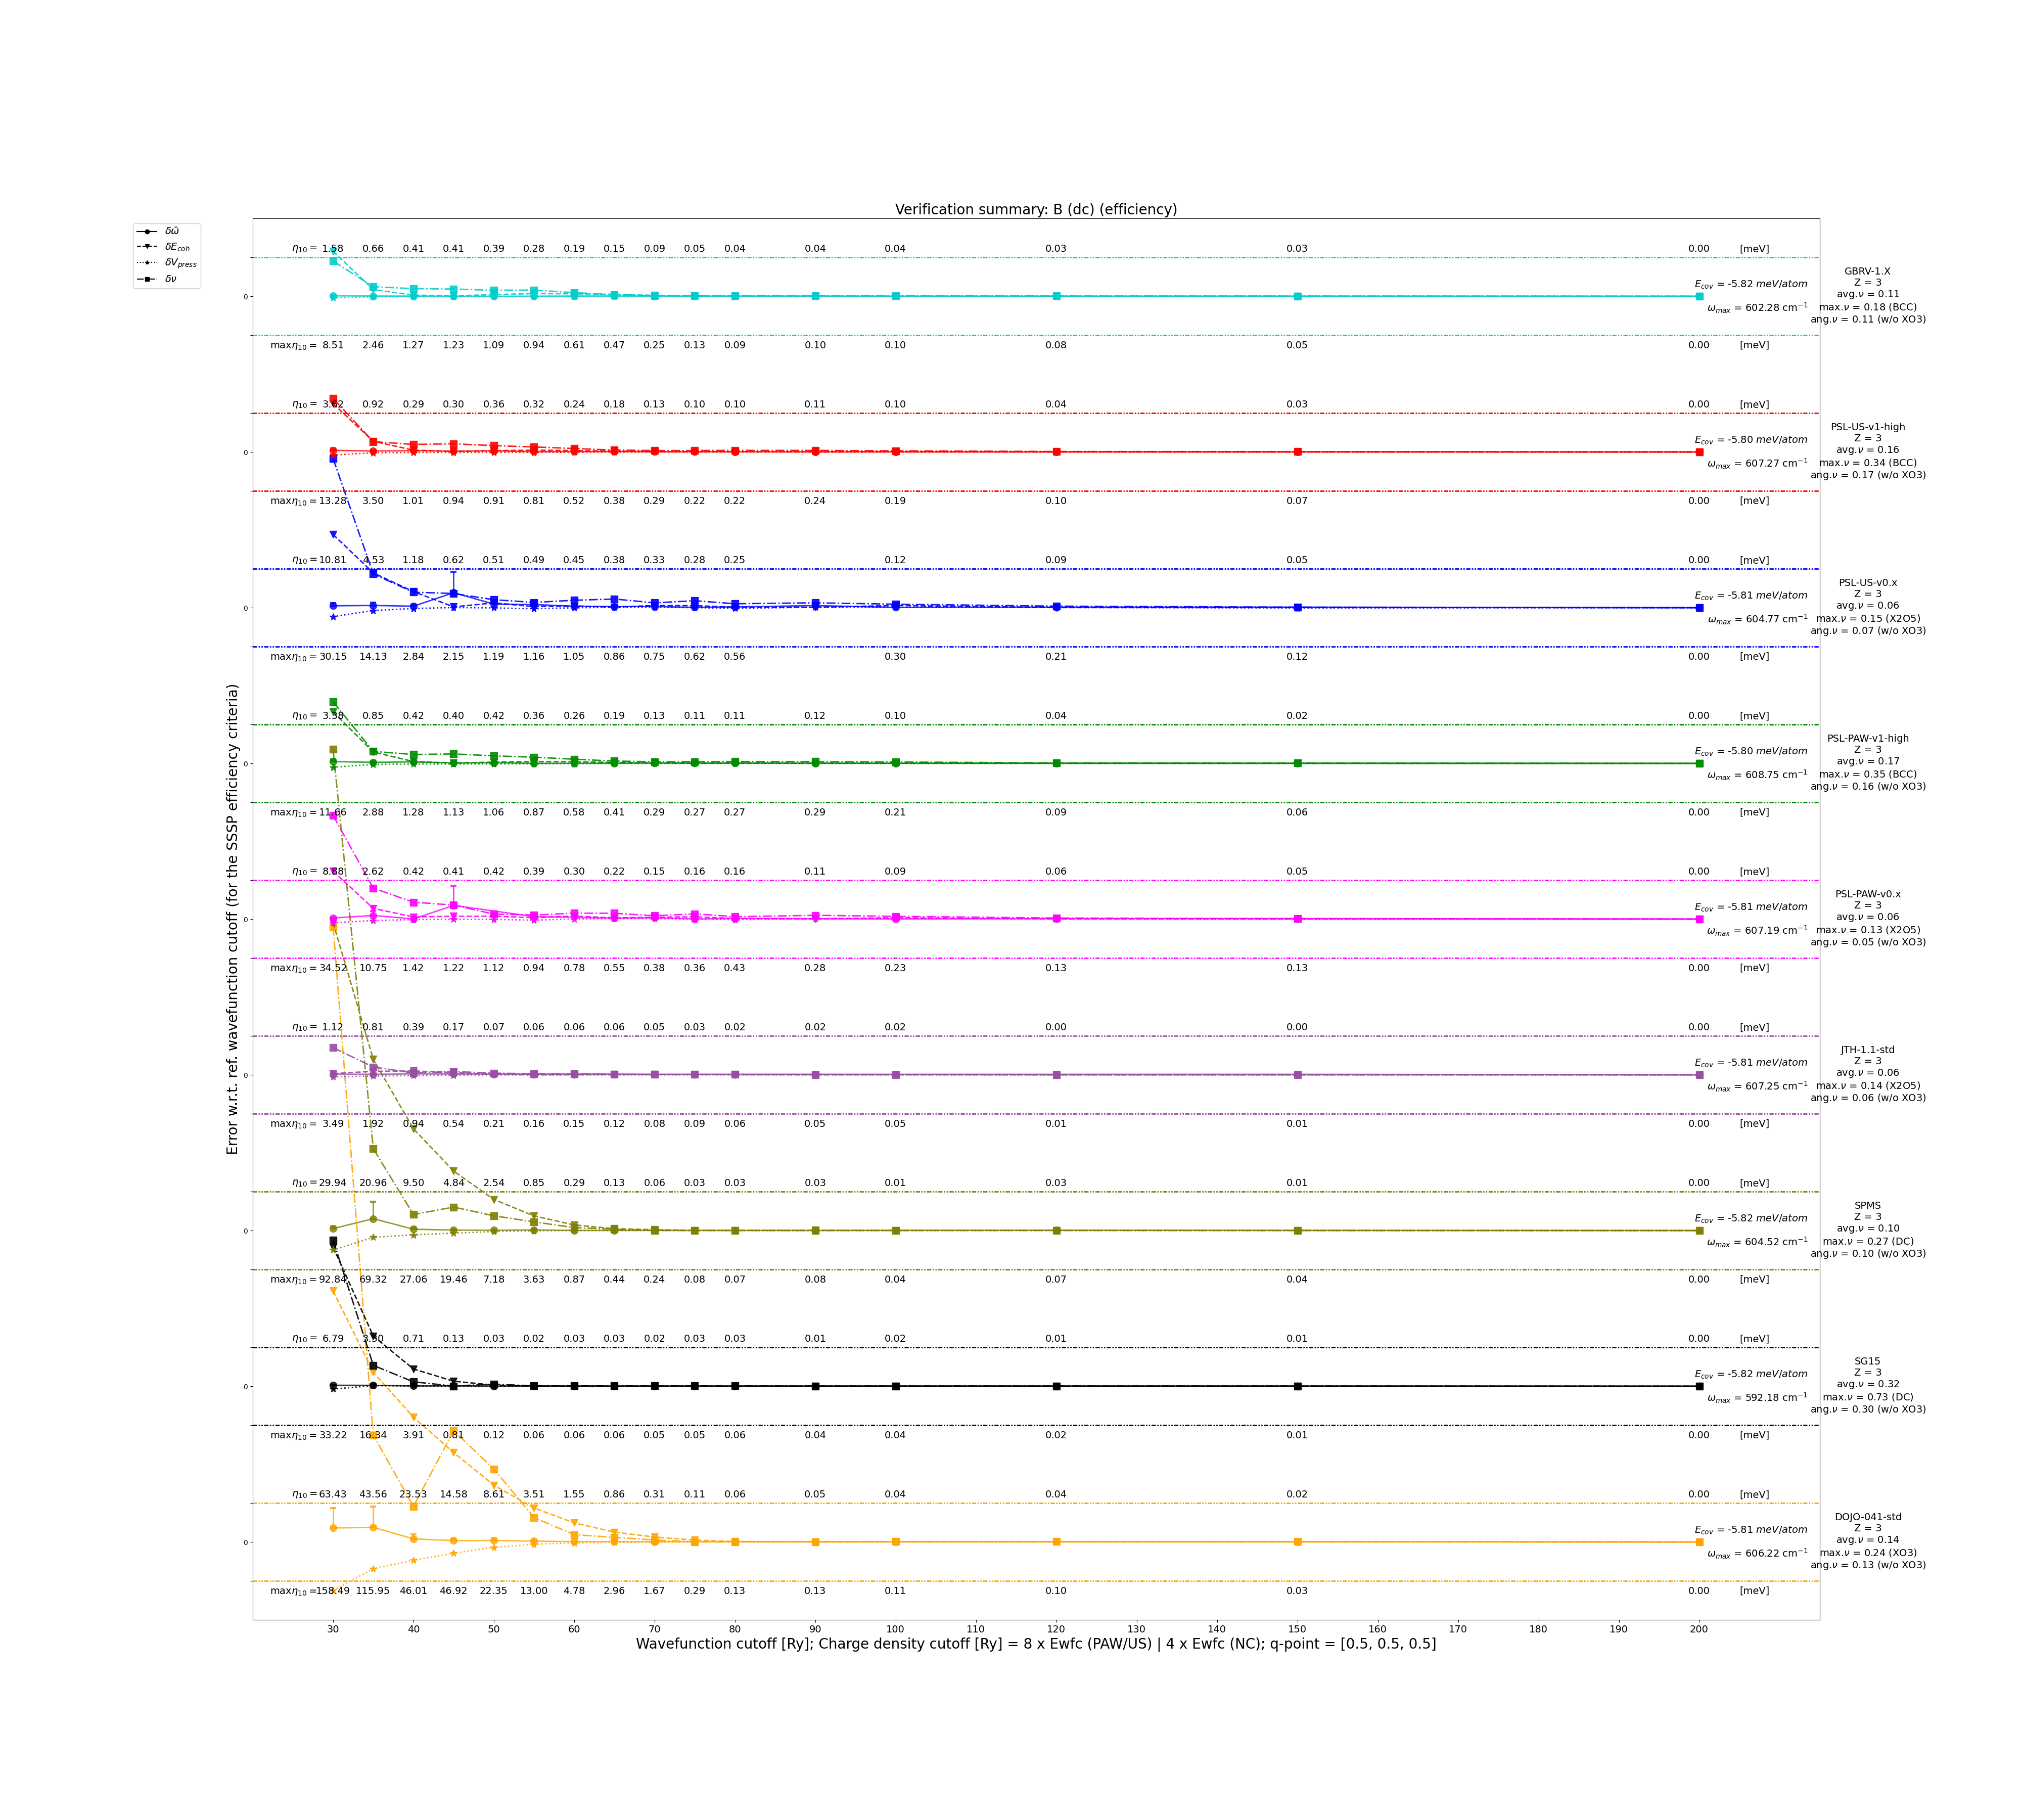 Verification summary: B (dc) (efficiency)
δω̄
δE_coh
δV_press
δν
Error w.r.t. ref. wavefunction cutoff (for the SSSP efficiency criteria)
η10 = 1.58 0.66 0.41 0.41 0.39 0.28 0.19 0.15 0.09 0.05 0.04 0.04 0.04 0.03 0.03 0.00 [meV]
0
E_cov = -5.82 meV/atom
ω_max = 602.28 cm⁻¹
maxη10 = 8.51 2.46 1.27 1.23 1.09 0.94 0.61 0.47 0.25 0.13 0.09 0.10 0.10 0.08 0.05 0.00 [meV]
GBRV-1.X
Z = 3
avg.ν = 0.11
max.ν = 0.18 (BCC)
ang.ν = 0.11 (w/o XO3)
η10 = 3.62 0.92 0.29 0.30 0.36 0.32 0.24 0.18 0.13 0.10 0.10 0.11 0.10 0.04 0.03 0.00 [meV]
0
E_cov = -5.80 meV/atom
ω_max = 607.27 cm⁻¹
maxη10 = 13.28 3.50 1.01 0.94 0.91 0.81 0.52 0.38 0.29 0.22 0.22 0.24 0.19 0.10 0.07 0.00 [meV]
PSL-US-v1-high
Z = 3
avg.ν = 0.16
max.ν = 0.34 (BCC)
ang.ν = 0.17 (w/o XO3)
η10 = 10.81 4.53 1.18 0.62 0.51 0.49 0.45 0.38 0.33 0.28 0.25 0.12 0.09 0.05 0.00 [meV]
0
E_cov = -5.81 meV/atom
ω_max = 604.77 cm⁻¹
maxη10 = 30.15 14.13 2.84 2.15 1.19 1.16 1.05 0.86 0.75 0.62 0.56 0.30 0.21 0.12 0.00 [meV]
PSL-US-v0.x
Z = 3
avg.ν = 0.06
max.ν = 0.15 (X2O5)
ang.ν = 0.07 (w/o XO3)
η10 = 3.58 0.85 0.42 0.40 0.42 0.36 0.26 0.19 0.13 0.11 0.11 0.12 0.10 0.04 0.02 0.00 [meV]
0
E_cov = -5.80 meV/atom
ω_max = 608.75 cm⁻¹
maxη10 = 11.66 2.88 1.28 1.13 1.06 0.87 0.58 0.41 0.29 0.27 0.27 0.29 0.21 0.09 0.06 0.00 [meV]
PSL-PAW-v1-high
Z = 3
avg.ν = 0.17
max.ν = 0.35 (BCC)
ang.ν = 0.16 (w/o XO3)
η10 = 8.88 2.62 0.42 0.41 0.42 0.39 0.30 0.22 0.15 0.16 0.16 0.11 0.09 0.06 0.05 0.00 [meV]
0
E_cov = -5.81 meV/atom
ω_max = 607.19 cm⁻¹
maxη10 = 34.52 10.75 1.42 1.22 1.12 0.94 0.78 0.55 0.38 0.36 0.43 0.28 0.23 0.13 0.13 0.00 [meV]
PSL-PAW-v0.x
Z = 3
avg.ν = 0.06
max.ν = 0.13 (X2O5)
ang.ν = 0.05 (w/o XO3)
η10 = 1.12 0.81 0.39 0.17 0.07 0.06 0.06 0.06 0.05 0.03 0.02 0.02 0.02 0.00 0.00 0.00 [meV]
0
E_cov = -5.81 meV/atom
ω_max = 607.25 cm⁻¹
maxη10 = 3.49 1.92 0.94 0.54 0.21 0.16 0.15 0.12 0.08 0.09 0.06 0.05 0.05 0.01 0.01 0.00 [meV]
JTH-1.1-std
Z = 3
avg.ν = 0.06
max.ν = 0.14 (X2O5)
ang.ν = 0.06 (w/o XO3)
η10 = 29.94 20.96 9.50 4.84 2.54 0.85 0.29 0.13 0.06 0.03 0.03 0.03 0.01 0.03 0.01 0.00 [meV]
0
E_cov = -5.82 meV/atom
ω_max = 604.52 cm⁻¹
maxη10 = 92.84 69.32 27.06 19.46 7.18 3.63 0.87 0.44 0.24 0.08 0.07 0.08 0.04 0.07 0.04 0.00 [meV]
SPMS
Z = 3
avg.ν = 0.10
max.ν = 0.27 (DC)
ang.ν = 0.10 (w/o XO3)
η10 = 6.79 3.50 0.71 0.13 0.03 0.02 0.03 0.03 0.02 0.03 0.03 0.01 0.02 0.01 0.01 0.00 [meV]
0
E_cov = -5.82 meV/atom
ω_max = 592.18 cm⁻¹
maxη10 = 33.22 16.34 3.91 0.81 0.12 0.06 0.06 0.06 0.05 0.05 0.06 0.04 0.04 0.02 0.01 0.00 [meV]
SG15
Z = 3
avg.ν = 0.32
max.ν = 0.73 (DC)
ang.ν = 0.30 (w/o XO3)
η10 = 63.43 43.56 23.53 14.58 8.61 3.51 1.55 0.86 0.31 0.11 0.06 0.05 0.04 0.04 0.02 0.00 [meV]
0
E_cov = -5.81 meV/atom
ω_max = 606.22 cm⁻¹
maxη10 = 158.49 115.95 46.01 46.92 22.35 13.00 4.78 2.96 1.67 0.29 0.13 0.13 0.11 0.10 0.03 0.00 [meV]
DOJO-041-std
Z = 3
avg.ν = 0.14
max.ν = 0.24 (XO3)
ang.ν = 0.13 (w/o XO3)
30 40 50 60 70 80 90 100 110 120 130 140 150 160 170 180 190 200
Wavefunction cutoff [Ry]; Charge density cutoff [Ry] = 8 x Ewfc (PAW/US) | 4 x Ewfc (NC); q-point = [0.5, 0.5, 0.5]